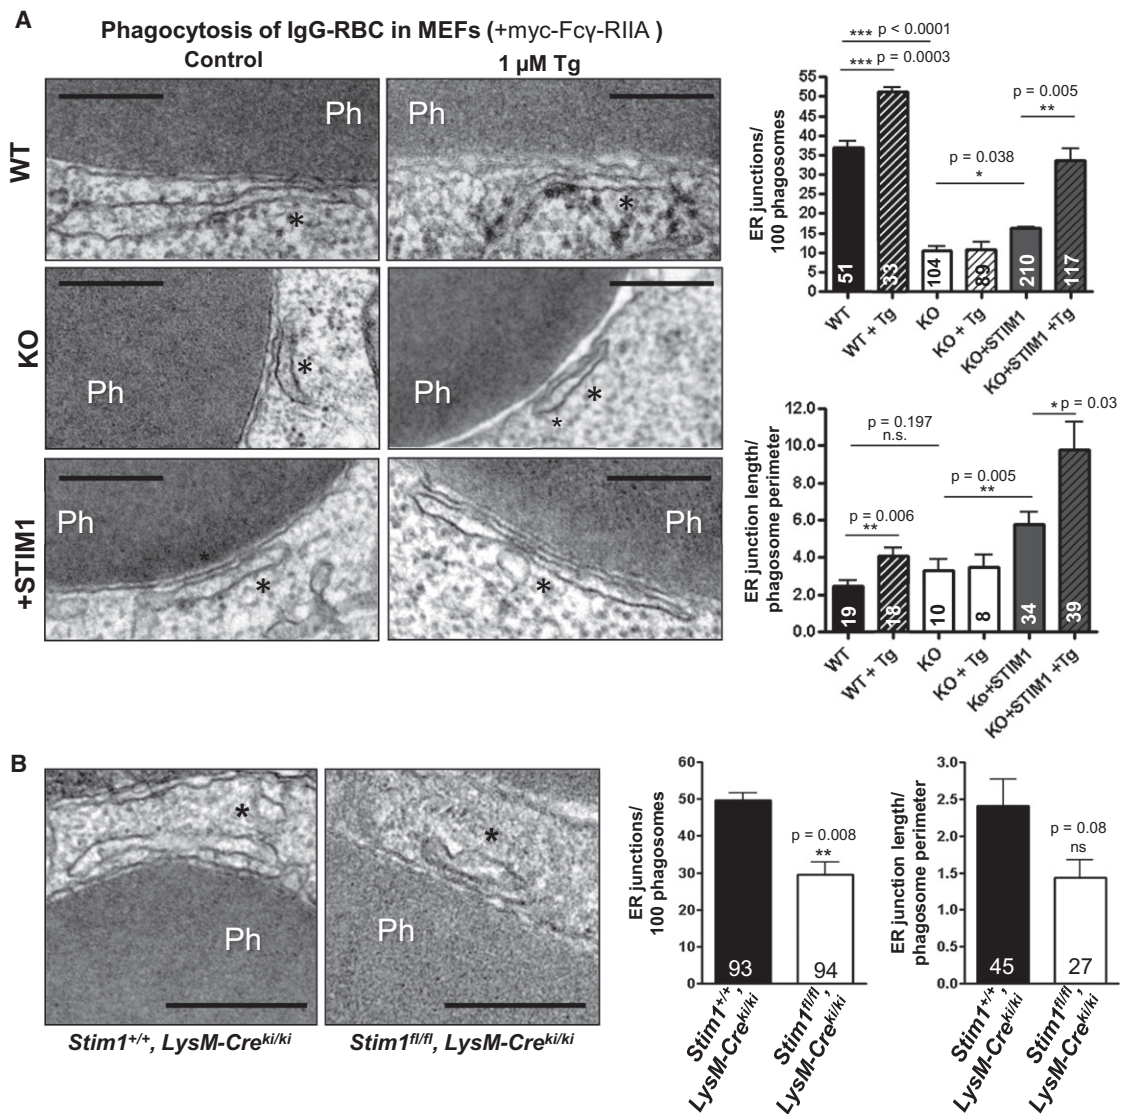 A
Phagocytosis of IgG-RBC in MEFs (+myc-Fcγ-RIIA )
Control
1 µM Tg
WT
Ph
*
Ph
*
KO
Ph
*
Ph
*
*
+STIM1
Ph
*
*
Ph
*
*** p < 0.0001
*** p = 0.0003
p = 0.005
**
p = 0.038
*
ER junctions/
100 phagosomes
55
50
45
40
35
30
25
20
15
10
5
0
51
33
104
89
210
117
WT
WT + Tg
KO
KO + Tg
KO+STIM1
KO+STIM1 +Tg
* p = 0.03
p = 0.197
n.s.
p = 0.005
**
p = 0.006
**
ER junction length/
phagosome perimeter
12.0
10.0
8.0
6.0
4.0
2.0
0.0
19
18
10
8
34
39
WT
WT + Tg
KO
KO + Tg
Ko+STIM1
KO+STIM1 +Tg
B
*
Ph
Stim1+/+, LysM-Creki/ki
*
Ph
Stim1fl/fl, LysM-Creki/ki
ER junctions/
100 phagosomes
60
50
40
30
20
10
0
p = 0.008
**
93
94
Stim1+/+,
LysM-Creki/ki
Stim1fl/fl,
LysM-Creki/ki
ER junction length/
phagosome perimeter
3.0
2.5
2.0
1.5
1.0
0.5
0.0
p = 0.08
ns
45
27
Stim1+/+,
LysM-Creki/ki
Stim1fl/fl,
LysM-Creki/ki